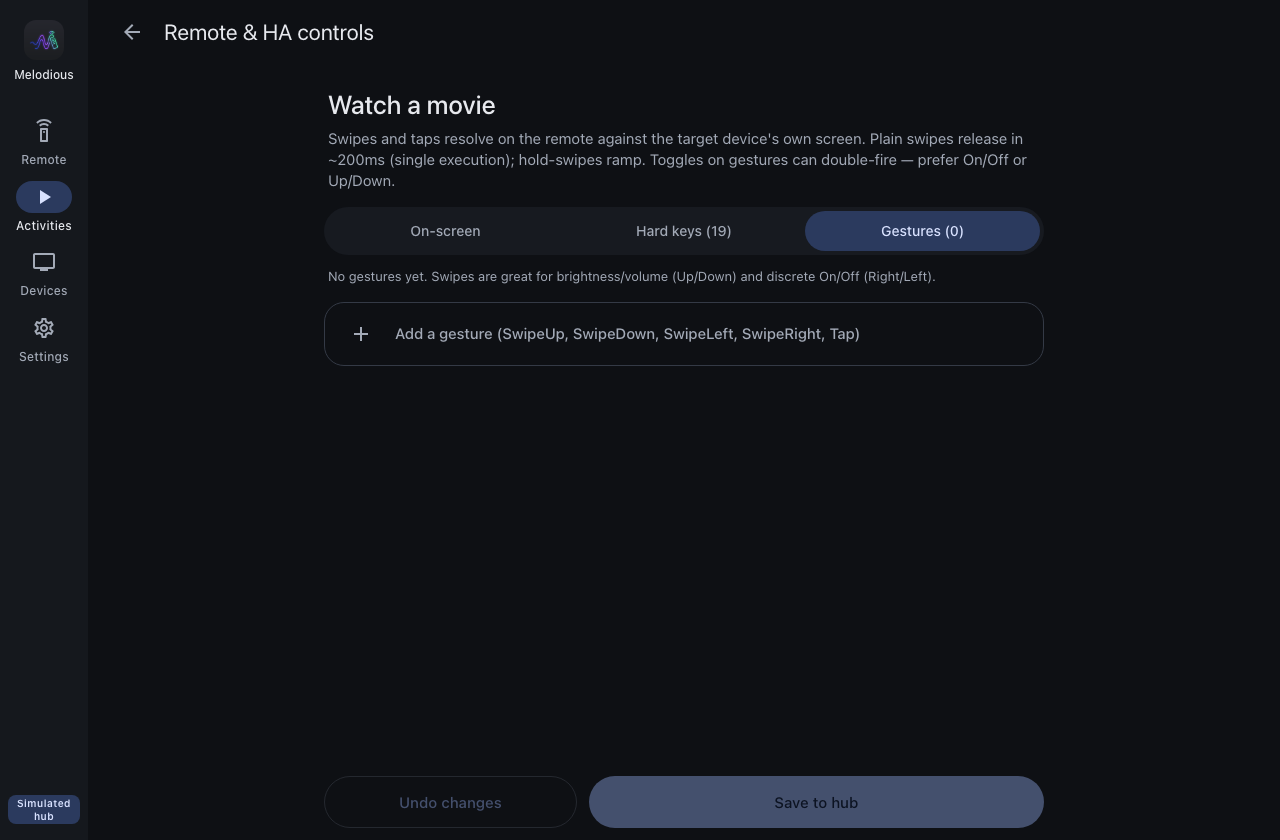 Melodious
Remote
Activities
Devices
Settings
Simulated
hub
Remote & HA controls
Watch a movie
Swipes and taps resolve on the remote against the target device's own screen. Plain swipes release in
~200ms (single execution); hold-swipes ramp. Toggles on gestures can double-fire — prefer On/Off or
Up/Down.
On-screen
Hard keys (19)
Gestures (0)
No gestures yet. Swipes are great for brightness/volume (Up/Down) and discrete On/Off (Right/Left).
Add a gesture (SwipeUp, SwipeDown, SwipeLeft, SwipeRight, Tap)
Undo changes
Save to hub